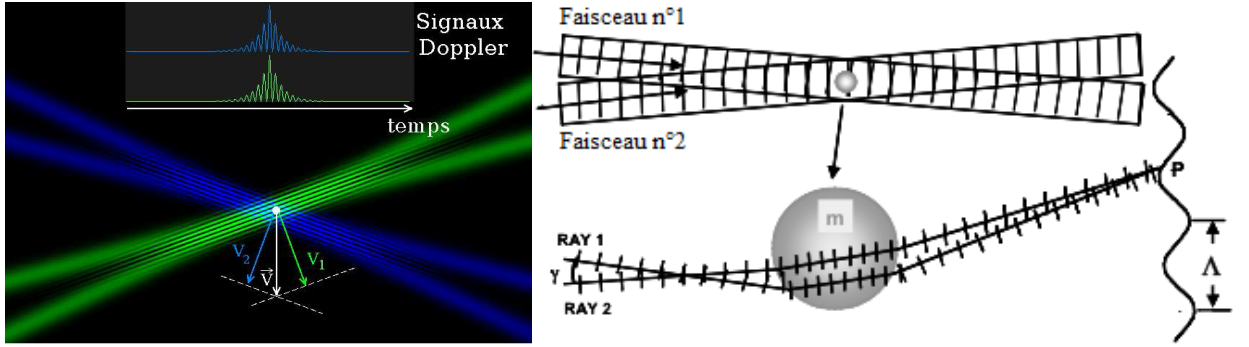 Signaux
Doppler
temps
V₂
V⃗
V₁
Faisceau n°1
Faisceau n°2
m
P
RAY 1
γ
RAY 2
Λ